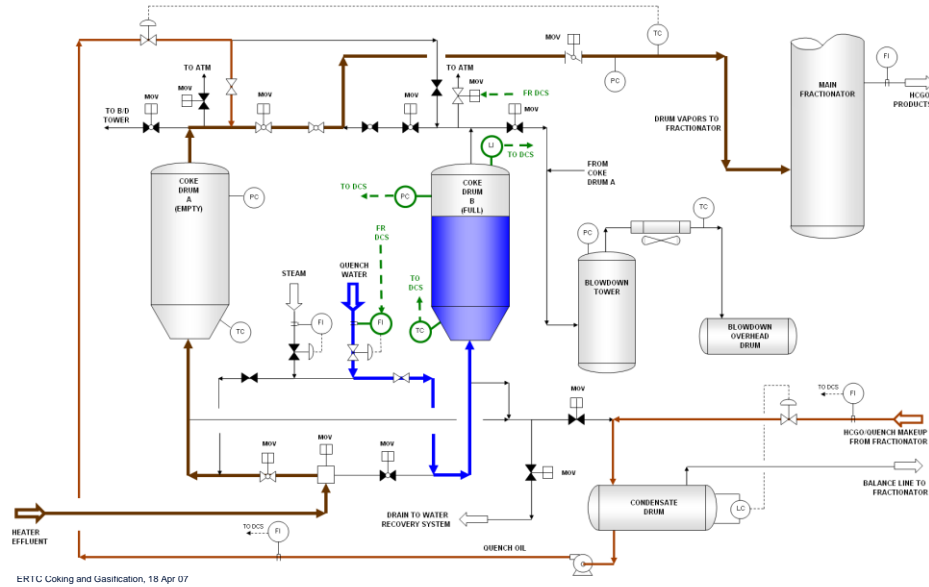 TC
FI
MOV
TO ATM
TO ATM
MOV
MOV
FR DCS
PC
MAIN
FRACTIONATOR
HCGO
PRODUCTS
TO B/D
TOWER
MOV
MOV
MOV
MOV
DRUM VAPORS TO
FRACTIONATOR
LI
TO DCS
COKE
DRUM
A
(EMPTY)
PC
TO DCS
PC
COKE
DRUM
B
(FULL)
FROM
COKE
DRUM A
TC
PC
FR
DCS
STEAM
QUENCH
WATER
TO
DCS
BLOWDOWN
TOWER
TC
FI
FI
TC
BLOWDOWN
OVERHEAD
DRUM
MOV
TO DCS
FI
HCGO/QUENCH MAKEUP
FROM FRACTIONATOR
MOV
MOV
MOV
MOV
BALANCE LINE TO
FRACTIONATOR
CONDENSATE
DRUM
LC
DRAIN TO WATER
RECOVERY SYSTEM
HEATER
EFFLUENT
TO DCS
FI
QUENCH OIL
ERTC Coking and Gasification, 18 Apr 07